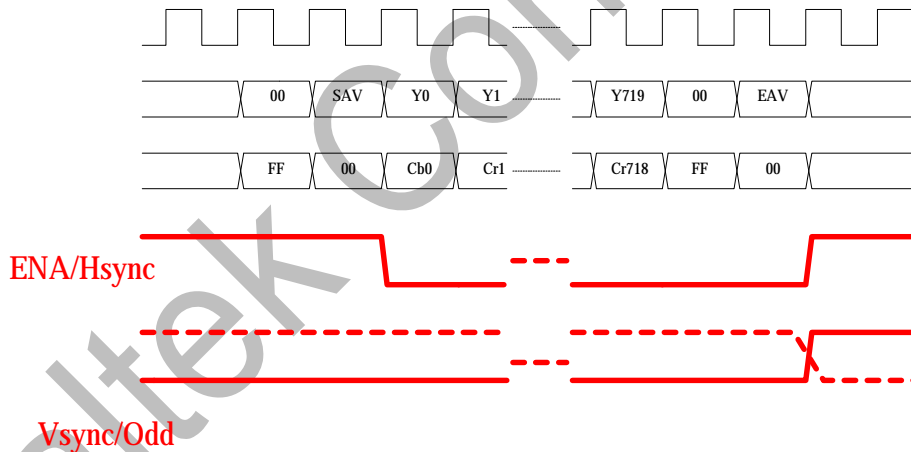 00 SAV Y0 Y1 Y719 00 EAV
FF 00 Cb0 Cr1 Cr718 FF 00
ENA/Hsync
Vsync/Odd